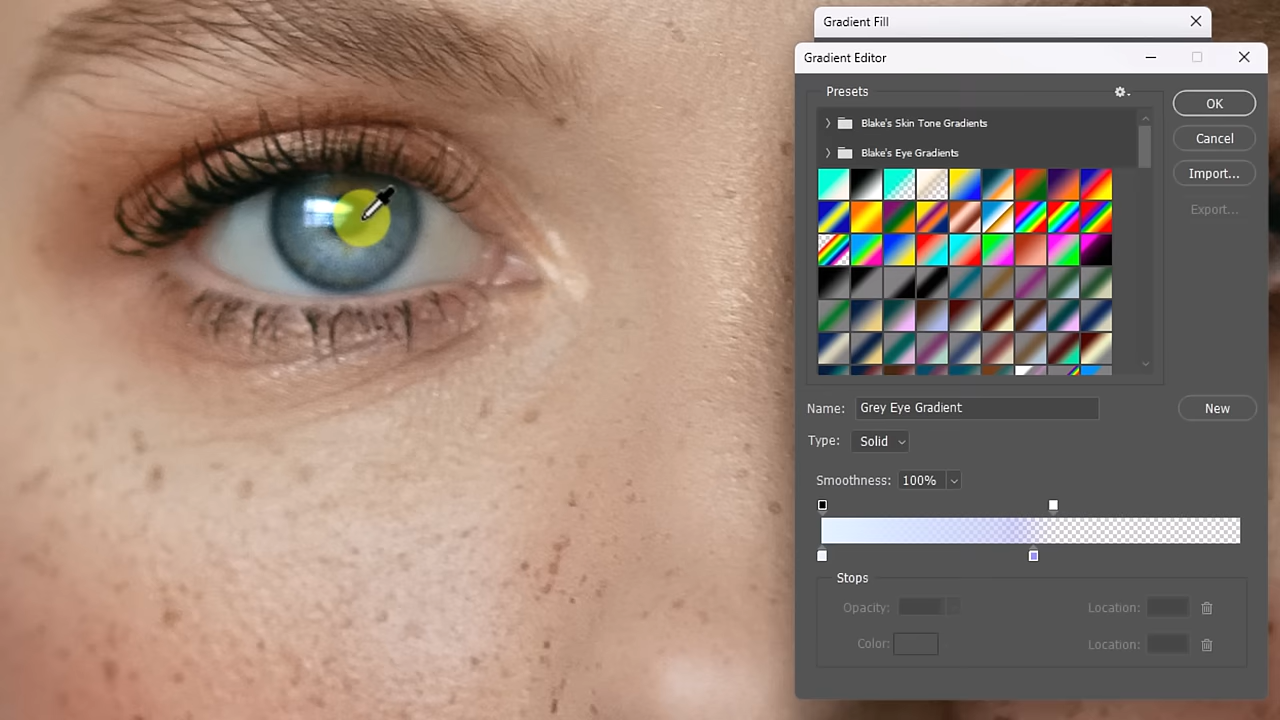 Gradient Fill
Gradient Editor
Presets
OK
Blake's Skin Tone Gradients
Cancel
Blake's Eye Gradients
Import...
Export...
Name: Grey Eye Gradient
New
Type: Solid
Smoothness: 100%
Stops
Opacity:
Location:
Color:
Location: